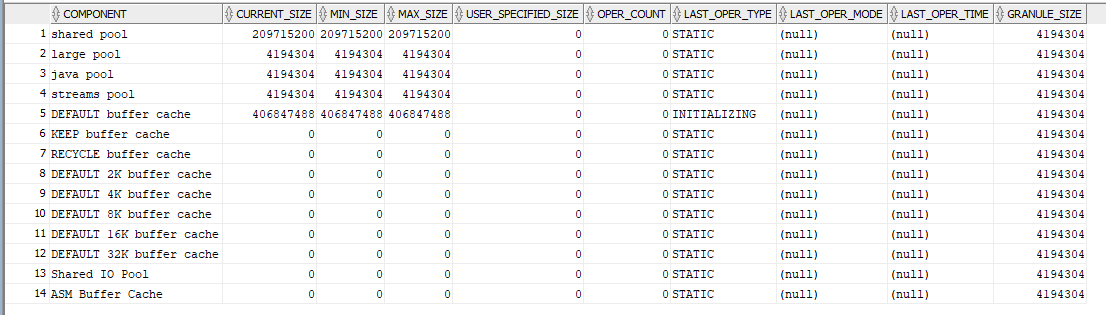 COMPONENT CURRENT_SIZE MIN_SIZE MAX_SIZE USER_SPECIFIED_SIZE OPER_COUNT LAST_OPER_TYPE LAST_OPER_MODE LAST_OPER_TIME GRANULE_SIZE
1 shared pool 209715200 209715200 209715200 0 0 STATIC (null) (null) 4194304
2 large pool 4194304 4194304 4194304 0 0 STATIC (null) (null) 4194304
3 java pool 4194304 4194304 4194304 0 0 STATIC (null) (null) 4194304
4 streams pool 4194304 4194304 4194304 0 0 STATIC (null) (null) 4194304
5 DEFAULT buffer cache 406847488 406847488 406847488 0 0 INITIALIZING (null) (null) 4194304
6 KEEP buffer cache 0 0 0 0 0 STATIC (null) (null) 4194304
7 RECYCLE buffer cache 0 0 0 0 0 STATIC (null) (null) 4194304
8 DEFAULT 2K buffer cache 0 0 0 0 0 STATIC (null) (null) 4194304
9 DEFAULT 4K buffer cache 0 0 0 0 0 STATIC (null) (null) 4194304
10 DEFAULT 8K buffer cache 0 0 0 0 0 STATIC (null) (null) 4194304
11 DEFAULT 16K buffer cache 0 0 0 0 0 STATIC (null) (null) 4194304
12 DEFAULT 32K buffer cache 0 0 0 0 0 STATIC (null) (null) 4194304
13 Shared IO Pool 0 0 0 0 0 STATIC (null) (null) 4194304
14 ASM Buffer Cache 0 0 0 0 0 STATIC (null) (null) 4194304